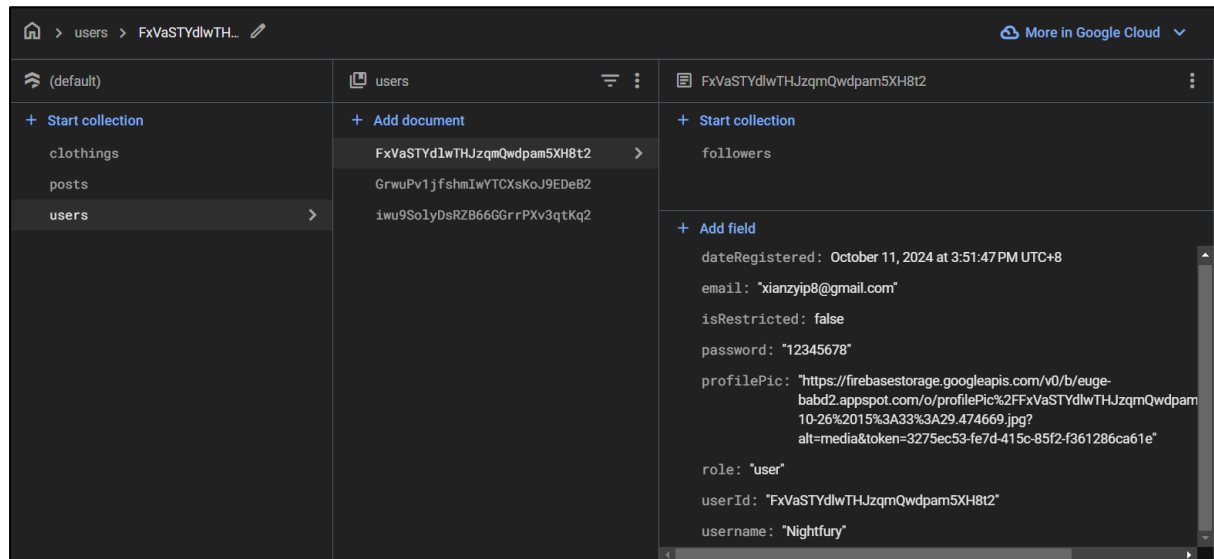 > users > FxVaSTYdlwTH...
More in Google Cloud
(default)
+ Start collection
clothings
posts
users
users
+ Add document
FxVaSTYdlwTHJzqmQwdpam5XH8t2
GrwuPv1jfshmIwYTCXsKoJ9EDeB2
iwu9SolyDsRZB66GGrrPXv3qtKq2
FxVaSTYdlwTHJzqmQwdpam5XH8t2
+ Start collection
followers
+ Add field
dateRegistered: October 11, 2024 at 3:51:47 PM UTC+8
email: "xianzyip8@gmail.com"
isRestricted: false
password: "12345678"
profilePic: "https://firebasestorage.googleapis.com/v0/b/euge-
babd2.appspot.com/o/profilePic%2FFxVaSTYdlwTHJzqmQwdpam
10-26%2015%3A33%3A29.474669.jpg?
alt=media&token=3275ec53-fe7d-415c-85f2-f361286ca61e"
role: "user"
userId: "FxVaSTYdlwTHJzqmQwdpam5XH8t2"
username: "Nightfury"